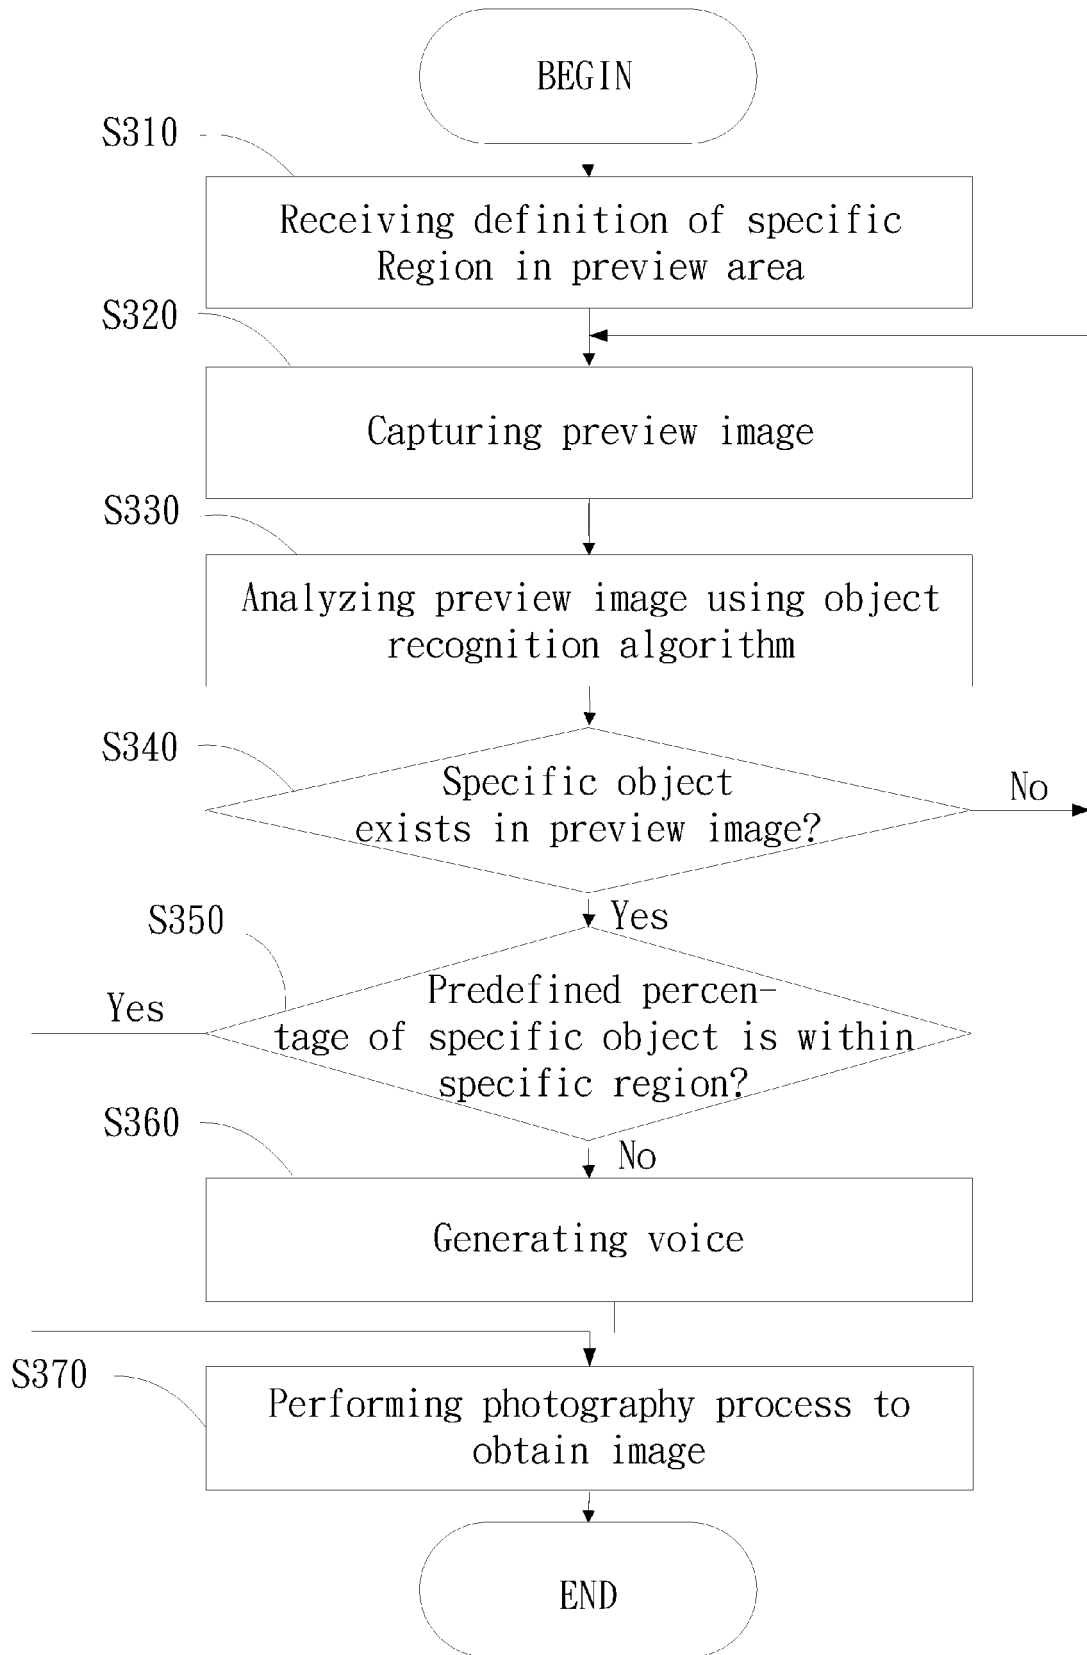 BEGIN
S310
Receiving definition of specific
Region in preview area
S320
Capturing preview image
S330
Analyzing preview image using object
recognition algorithm
S340
Specific object
exists in preview image?
No
Yes
S350
Yes
Predefined percen-
tage of specific object is within
specific region?
S360
No
Generating voice
S370
Performing photography process to
obtain image
END